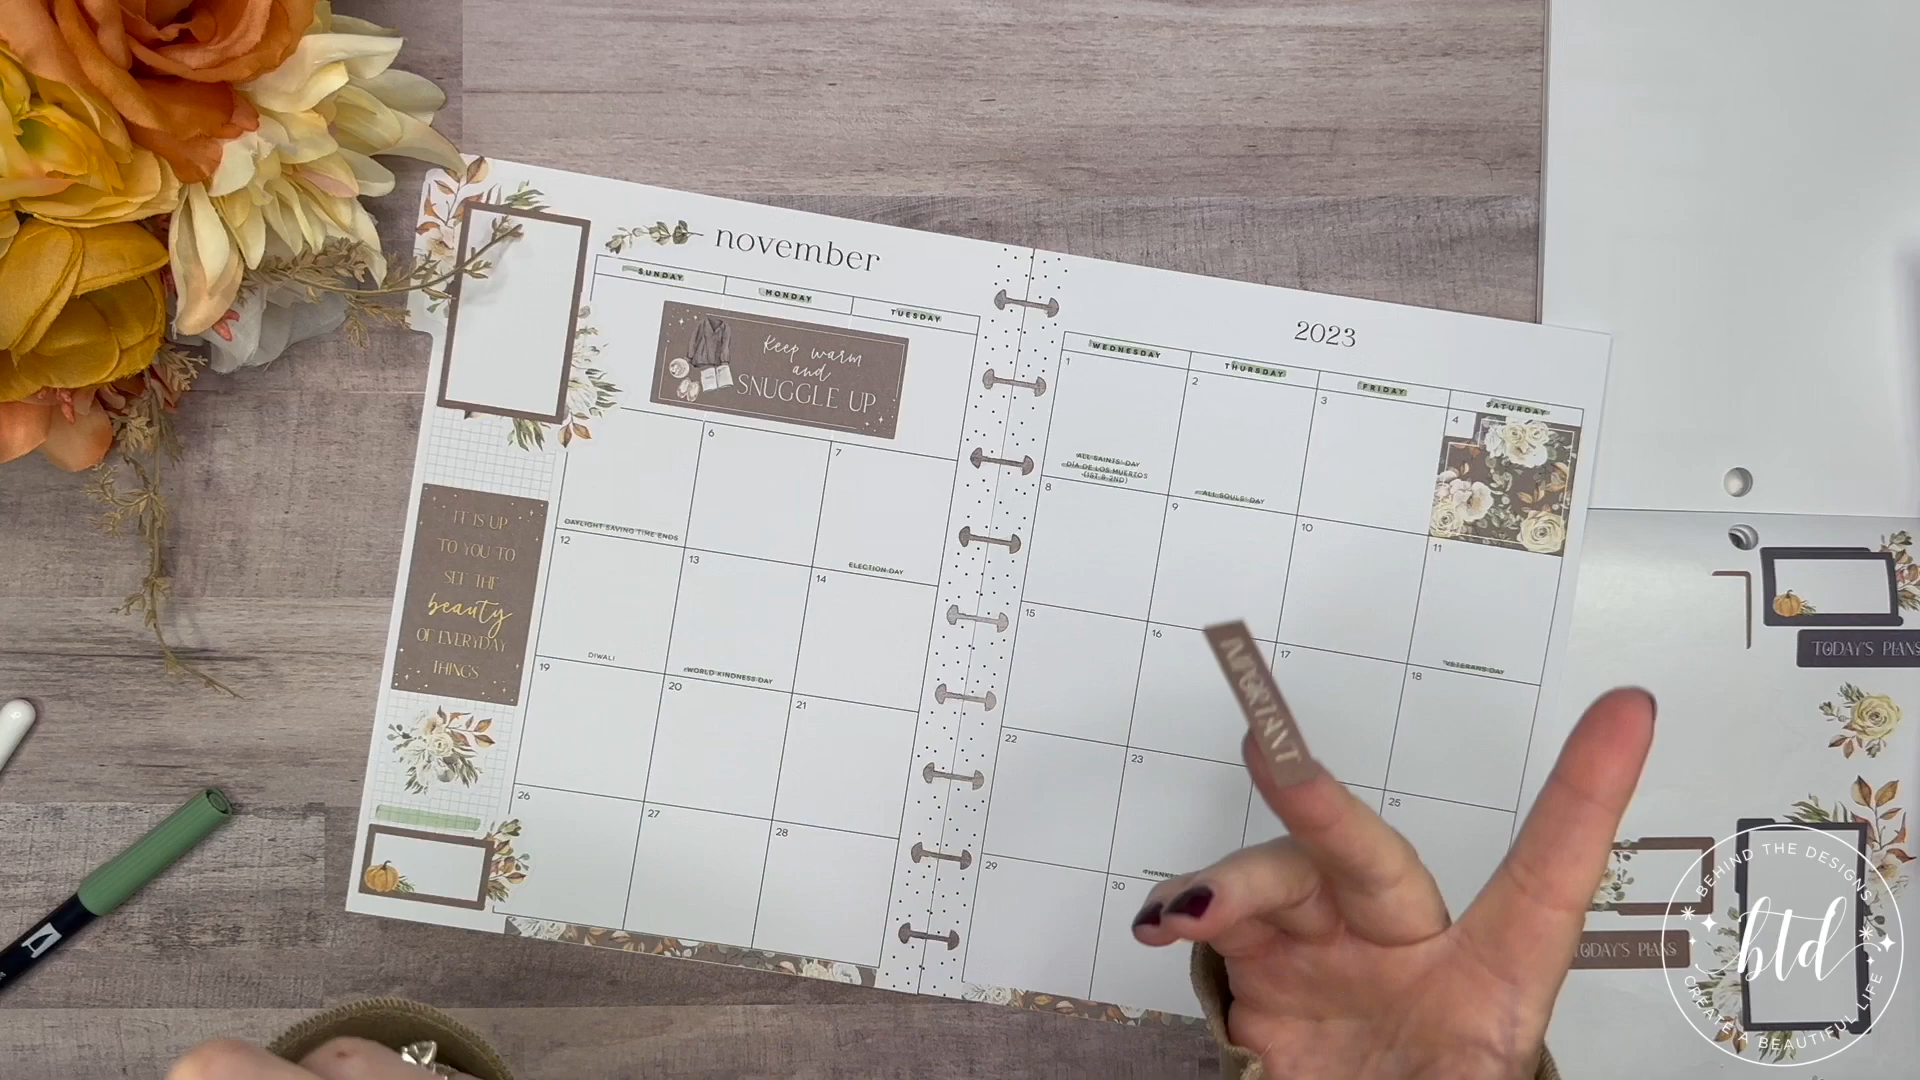 november
2023
SUNDAY
MONDAY
TUESDAY
WEDNESDAY
THURSDAY
FRIDAY
SATURDAY
Keep warm
and
SNUGGLE UP
1
ALL SAINTS' DAY
DÍA DE LOS MUERTOS
(1ST & 2ND)
2
ALL SOULS' DAY
3
4
DAYLIGHT SAVING TIME ENDS
6
7
ELECTION DAY
8
9
10
11
VETERANS DAY
12
DIWALI
13
WORLD KINDNESS DAY
14
15
16
17
18
19
20
21
22
23
THANKS
25
26
27
28
29
30
IT IS UP
TO YOU TO
SET THE
beauty
OF EVERYDAY
THINGS
IMPORTANT
TODAY'S PLANS
TODAY'S PLANS
A
BEHIND THE DESIGNS
btd
CREATE A BEAUTIFUL LIFE